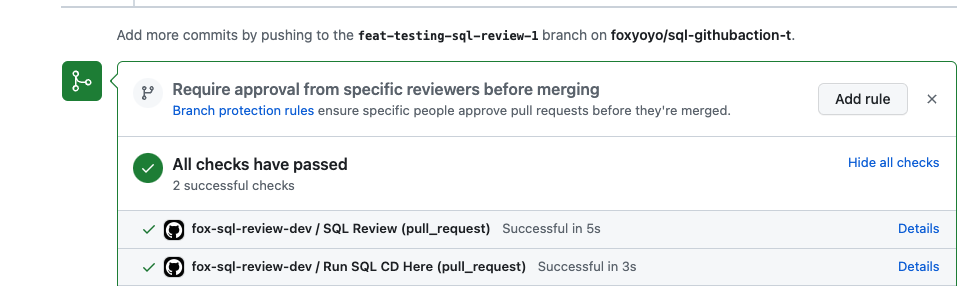 Add more commits by pushing to the feat-testing-sql-review-1 branch on foxyoyo/sql-githubaction-t.
Require approval from specific reviewers before merging
Branch protection rules ensure specific people approve pull requests before they're merged.
Add rule
×
All checks have passed
Hide all checks
2 successful checks
fox-sql-review-dev / SQL Review (pull_request) Successful in 5s Details
fox-sql-review-dev / Run SQL CD Here (pull_request) Successful in 3s Details